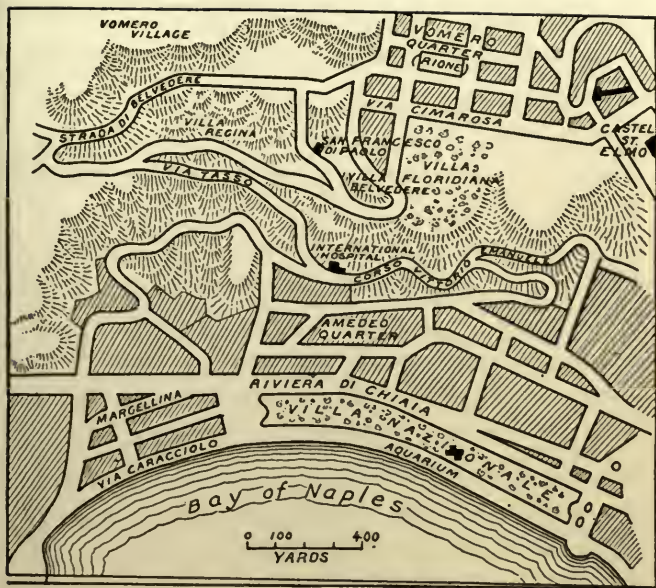 VOMERO
VILLAGE
VOMERO
QUARTER
(RIONE)
STRADA DI BELVEDERE
VIA CIMAROSA
CASTEL
ST.
ELMO
VILLA
REGINA
SAN FRANCESCO
DI PAOLO
VILLA
BELVEDERE
VILLA
FLORIDIANA
VIA TASSO
INTERNATIONAL
HOSPITAL
CORSO VITTORIO EMANUELE
AMEDEO
QUARTER
RIVIERA DI CHIAIA
VILLA NAZIONALE
AQUARIUM
MARGELLINA
VIA CARACCIOLO
Bay of Naples
0 100 400
YARDS